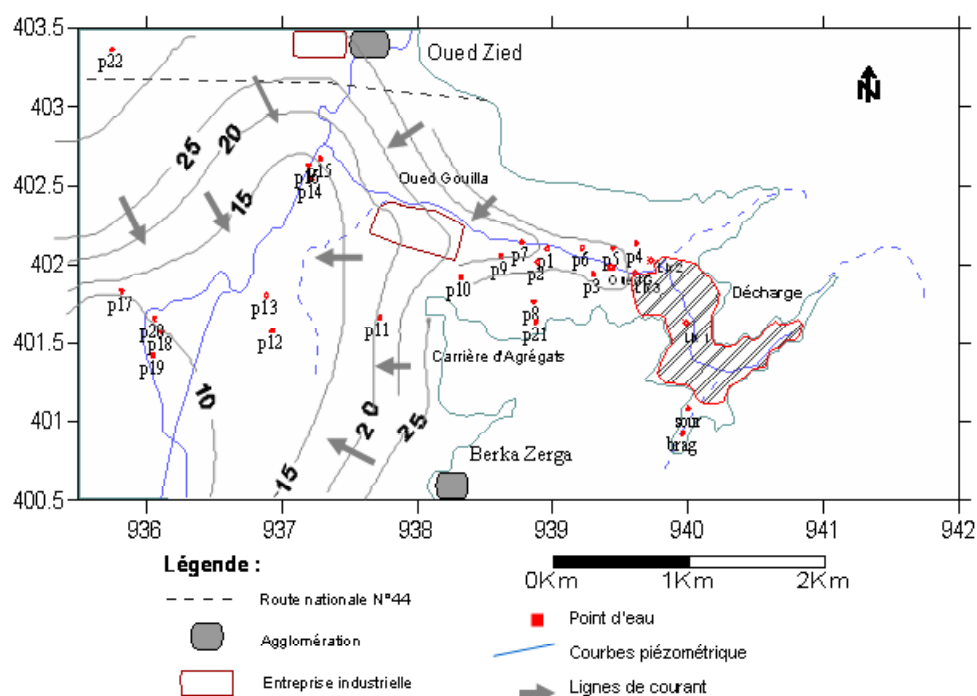 403.5
403
402.5
402
401.5
401
400.5
936
937
938
939
940
941
942
Oued Zied
N
p22
25
20
15
p15
p16
p14
Oued Gouilla
p7
p1
p6
p5
p4
p9
p2
p3
p10
Décharge
p17
p13
p8
p21
p11
p12
p20
p18
p19
Carrière d'Agrégats
10
15
20
25
sour
brag
Berka Zerga
Légende :
Route nationale N°44
Agglomération
Entreprise industrielle
0Km
1Km
2Km
Point d'eau
Courbes piézométrique
Lignes de courant